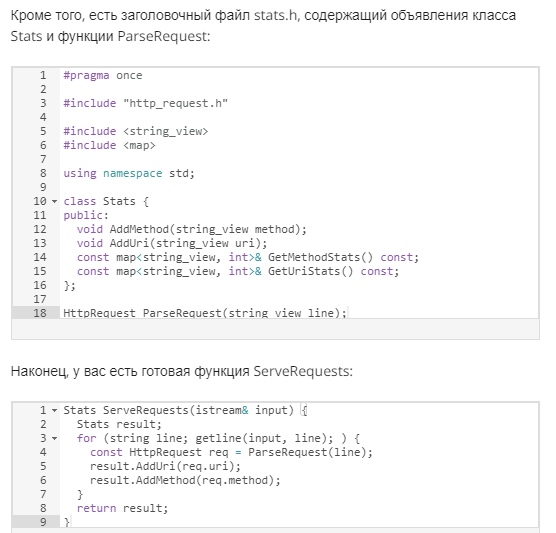 Кроме того, есть заголовочный файл stats.h, содержащий объявления класса
Stats и функции ParseRequest:
1 #pragma once
2
3 #include "http_request.h"
4
5 #include <string_view>
6 #include <map>
7
8 using namespace std;
9
10 class Stats {
11 public:
12   void AddMethod(string_view method);
13   void AddUri(string_view uri);
14   const map<string_view, int>& GetMethodStats() const;
15   const map<string_view, int>& GetUriStats() const;
16 };
17
18 HttpRequest ParseRequest(string_view line);
Наконец, у вас есть готовая функция ServeRequests:
1 Stats ServeRequests(istream& input) {
2   Stats result;
3   for (string line; getline(input, line); ) {
4     const HttpRequest req = ParseRequest(line);
5     result.AddUri(req.uri);
6     result.AddMethod(req.method);
7   }
8   return result;
9 }